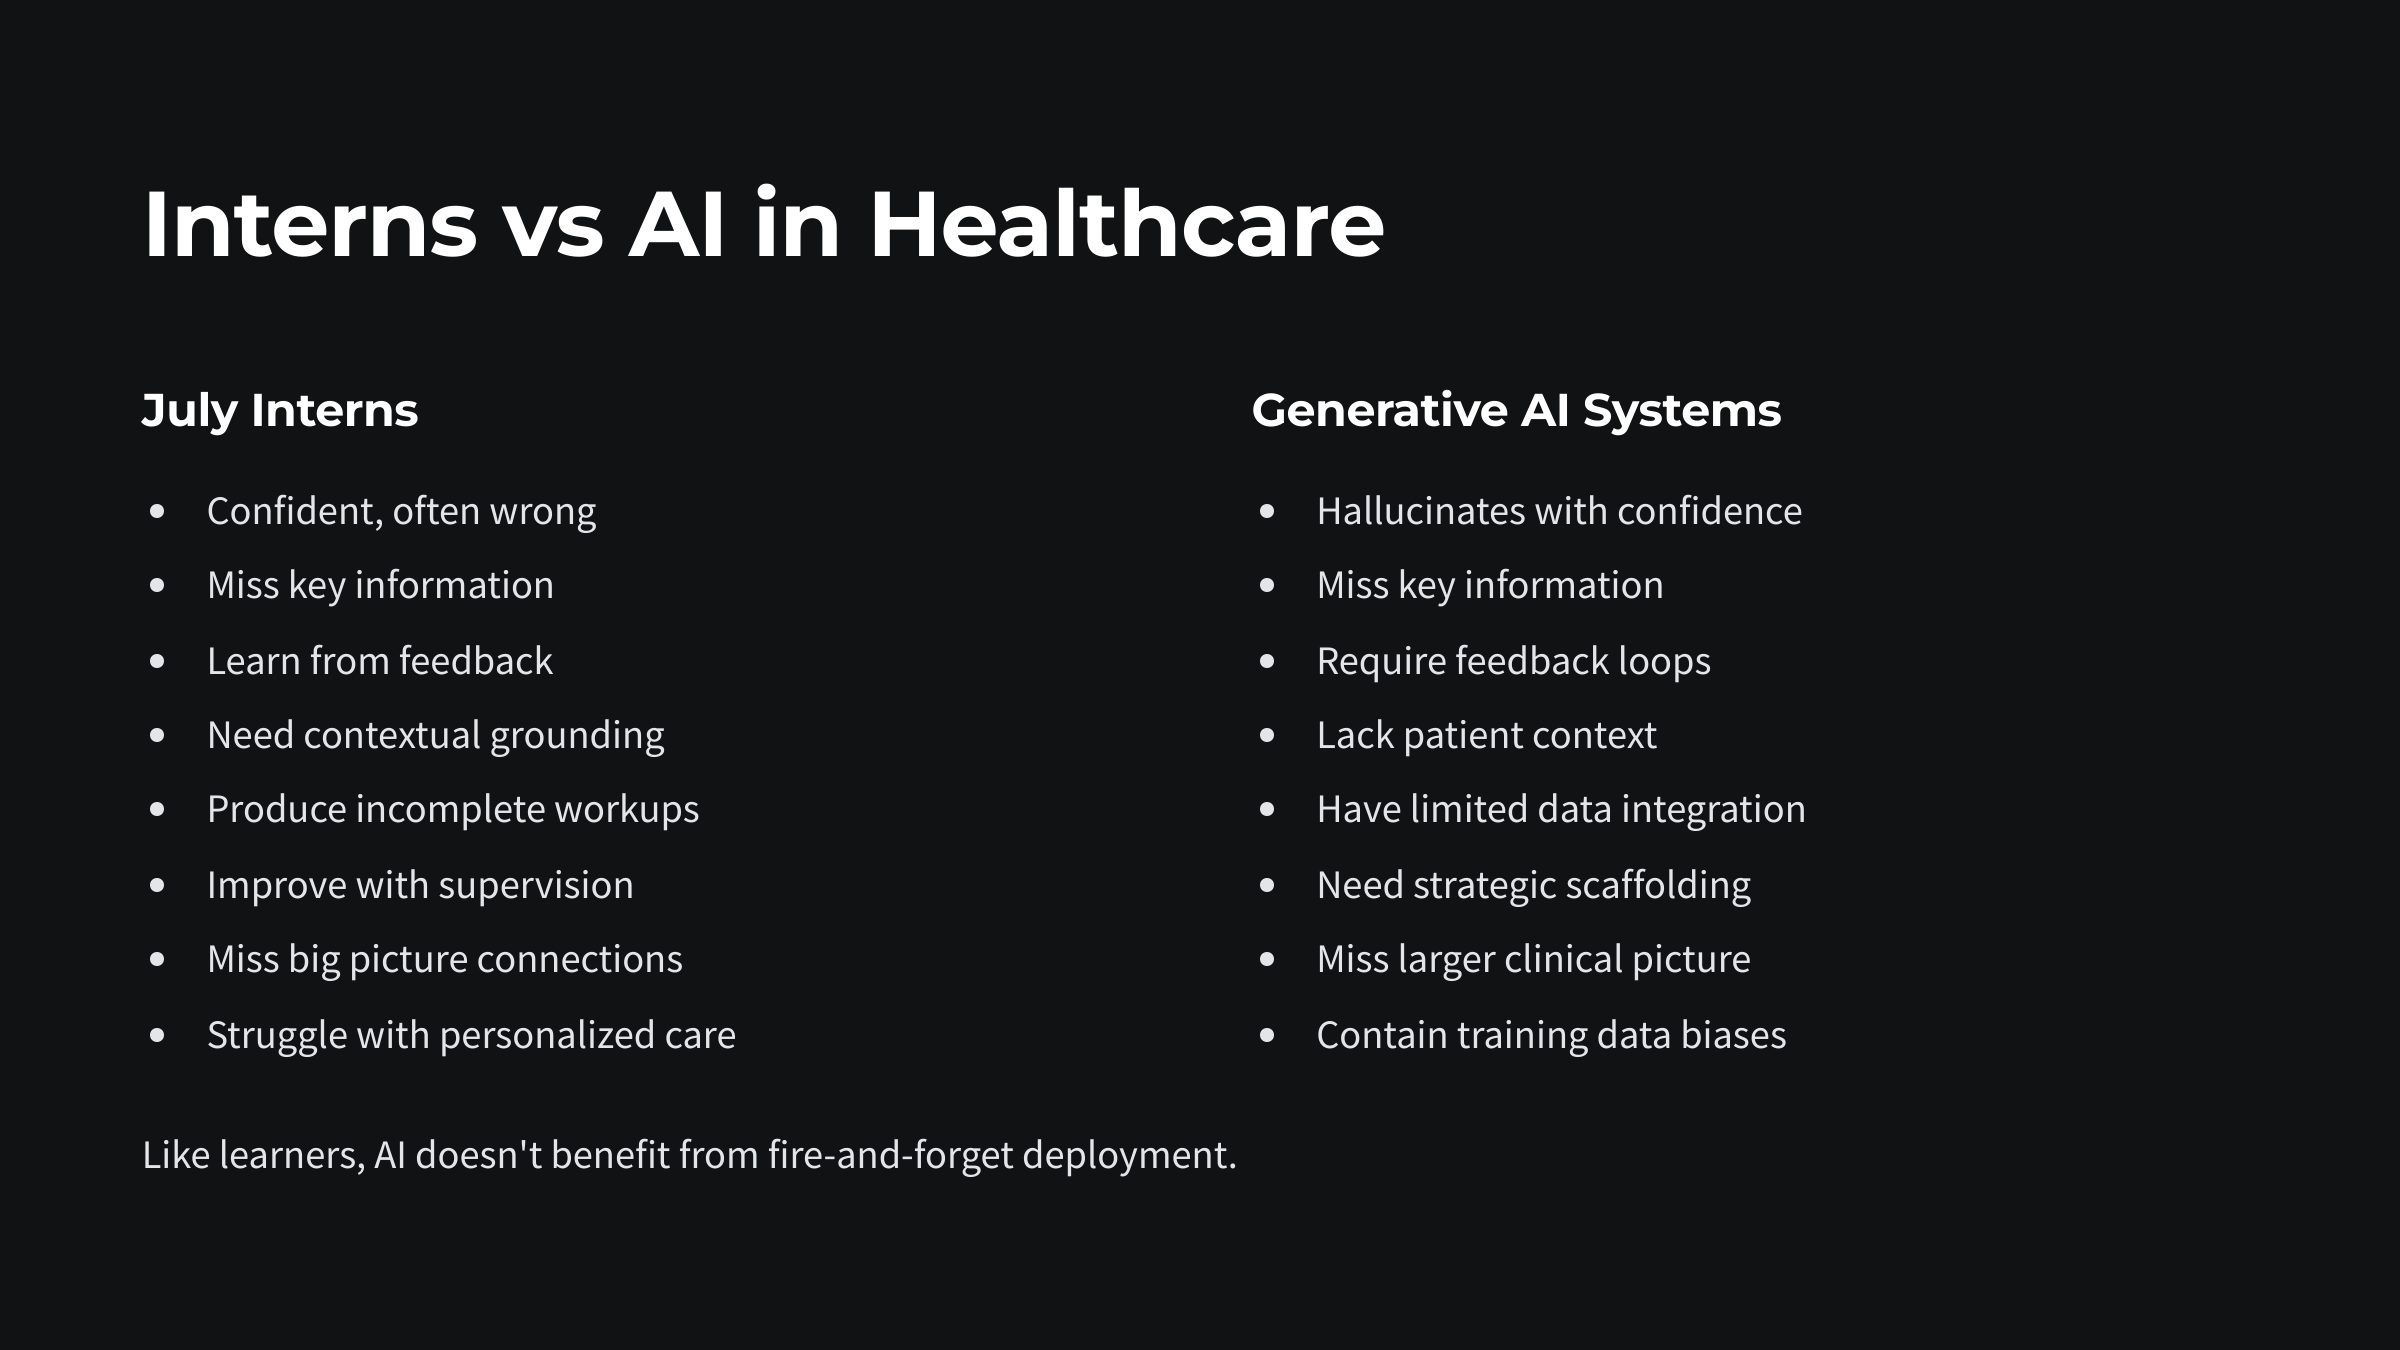 Interns vs AI in Healthcare
July Interns
• Confident, often wrong
• Miss key information
• Learn from feedback
• Need contextual grounding
• Produce incomplete workups
• Improve with supervision
• Miss big picture connections
• Struggle with personalized care
Generative AI Systems
• Hallucinates with confidence
• Miss key information
• Require feedback loops
• Lack patient context
• Have limited data integration
• Need strategic scaffolding
• Miss larger clinical picture
• Contain training data biases
Like learners, AI doesn't benefit from fire-and-forget deployment.